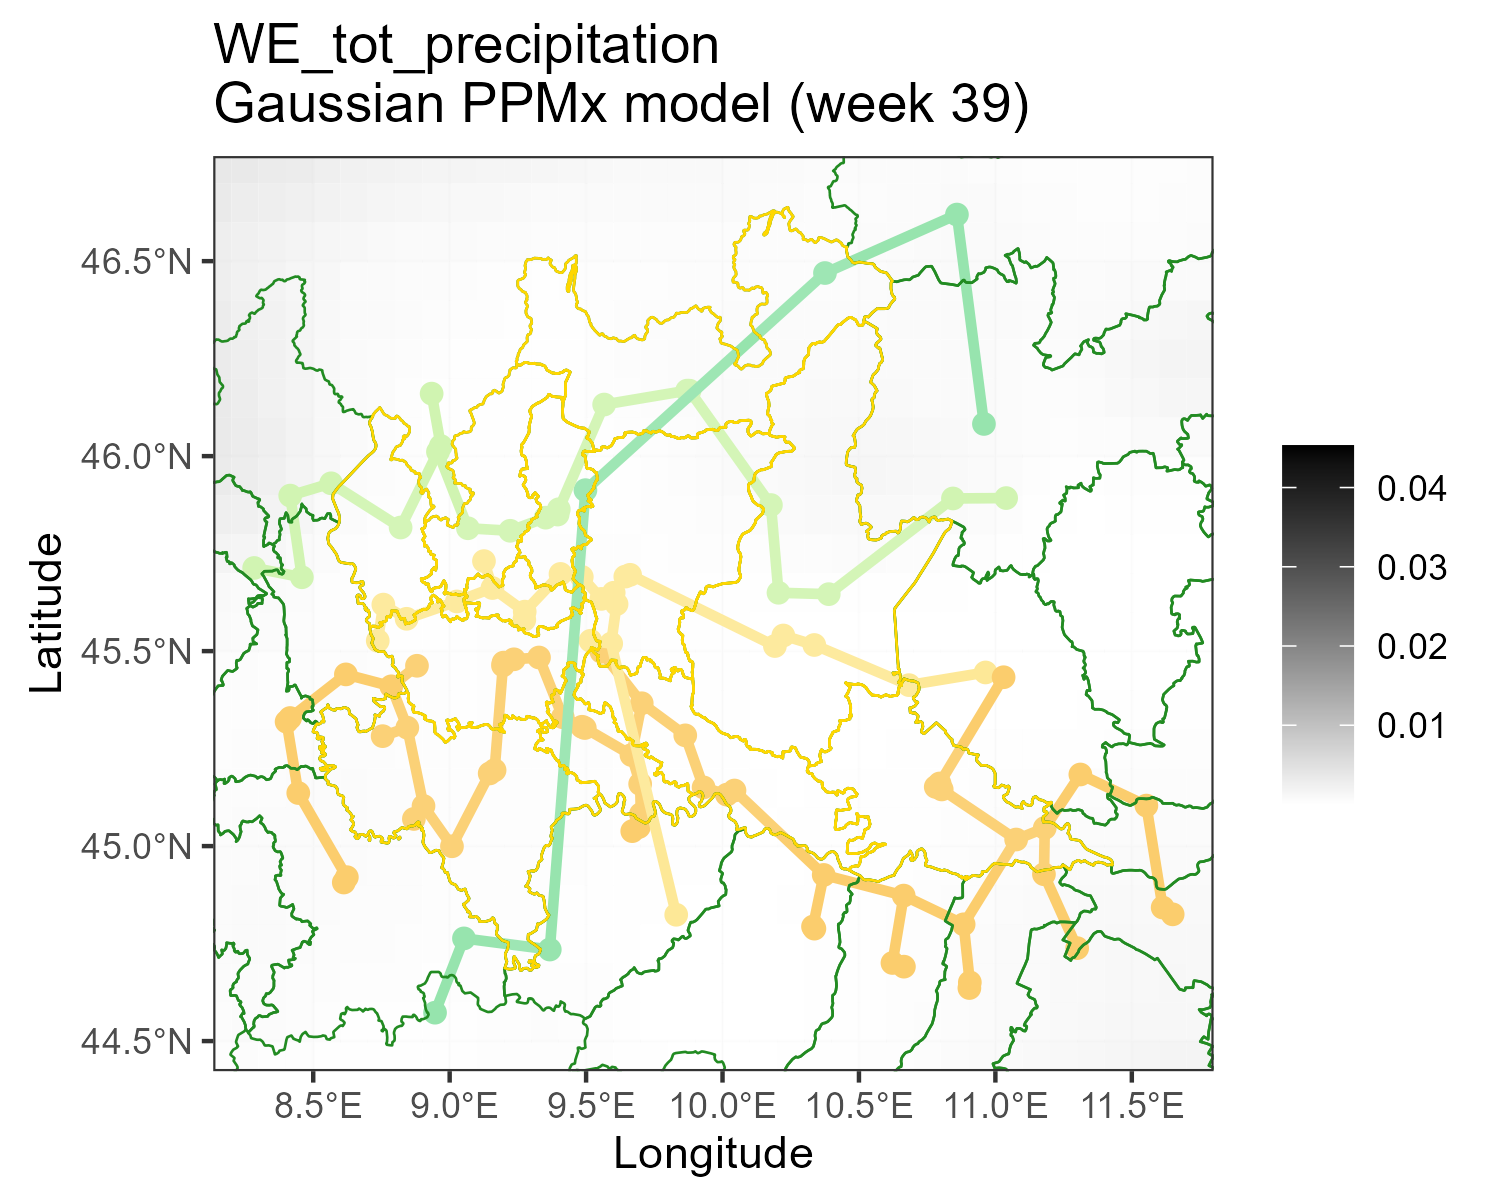 WE_tot_precipitation
Gaussian PPMx model (week 39)
46.5°N
46.0°N
45.5°N
45.0°N
44.5°N
Latitude
8.5°E 9.0°E 9.5°E 10.0°E 10.5°E 11.0°E 11.5°E
Longitude
0.04
0.03
0.02
0.01